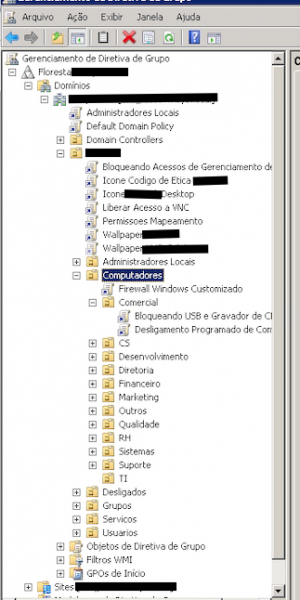 Gerenciamento de Diretiva de Grupo
Arquivo Ação Exibir Janela Ajuda
Gerenciamento de Diretiva de Grupo
Floresta
Domínios
Administradores Locais
Default Domain Policy
Domain Controllers
Bloqueando Acessos de Gerenciamento de
Icone Codigo de Etica
Icone Desktop
Liberar Acesso a VNC
Permissoes Mapeamento
Wallpaper
Wallpaper
Administradores Locais
Computadores
Firewall Windows Customizado
Comercial
Bloqueando USB e Gravador de
Desligamento Programado de
CS
Desenvolvimento
Diretoria
Financeiro
Marketing
Outros
Qualidade
RH
Sistemas
Suporte
TI
Desligados
Grupos
Servicos
Usuarios
Objetos de Diretiva de Grupo
Filtros WMI
GPOs de Início
Sites